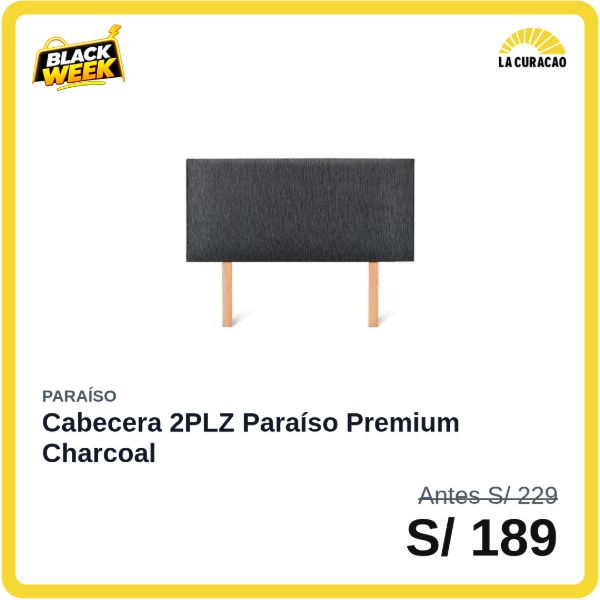 BLACK
WEEK
LA CURACAO
PARAÍSO
Cabecera 2PLZ Paraíso Premium
Charcoal
Antes S/ 229
S/ 189